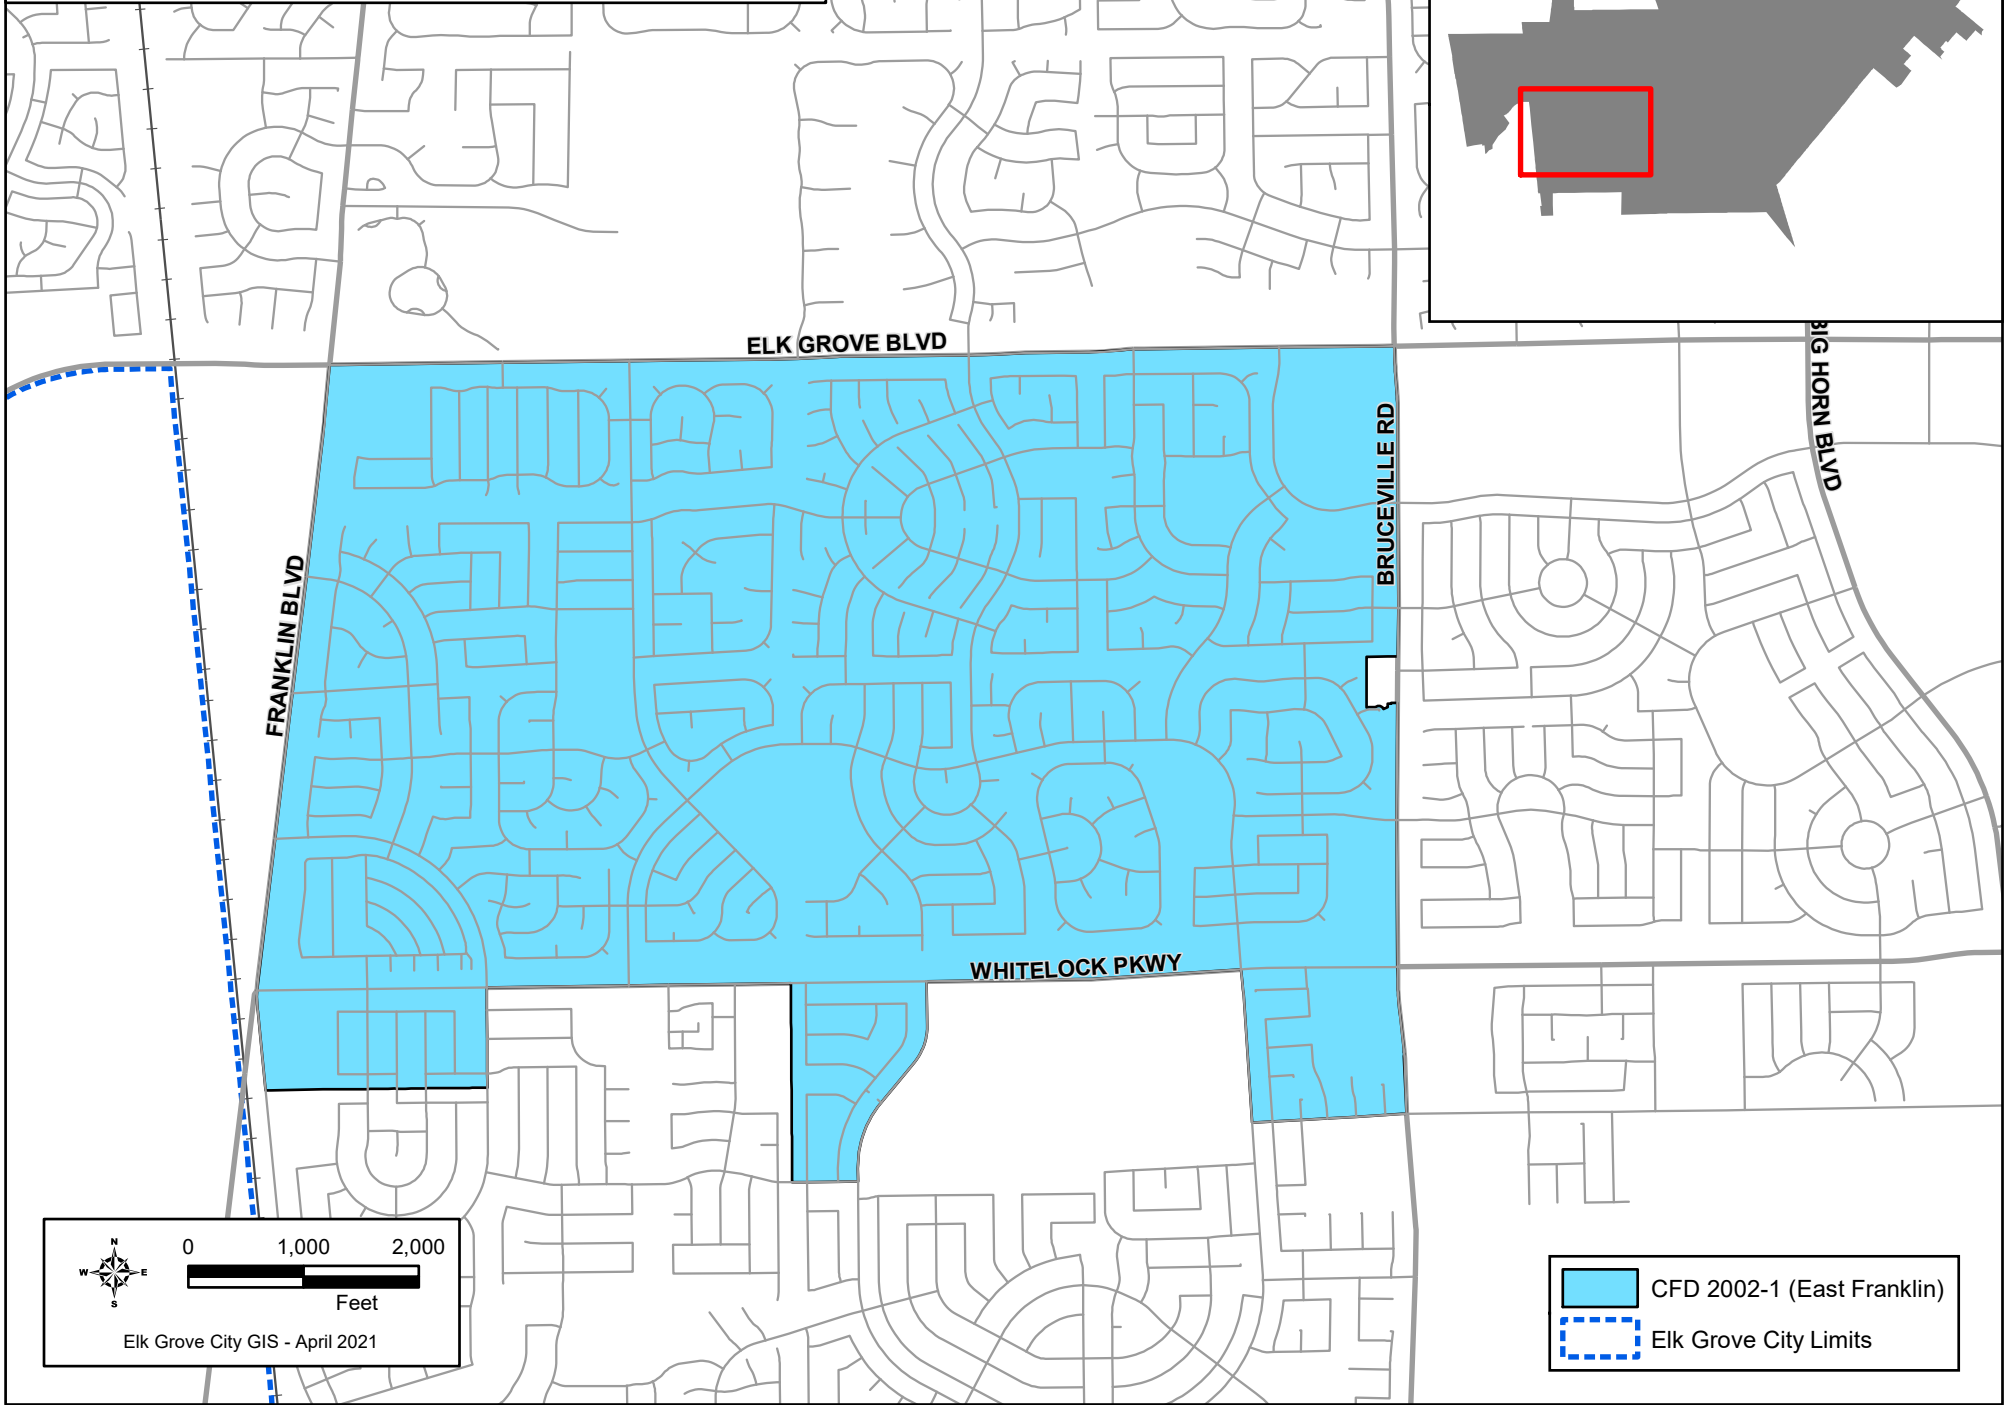 ELK GROVE BLVD
BIG HORN BLVD
BRUCEVILLE RD
FRANKLIN BLVD
WHITELOCK PKWY
N
W E
S
0 1,000 2,000
Feet
Elk Grove City GIS - April 2021
CFD 2002-1 (East Franklin)
Elk Grove City Limits